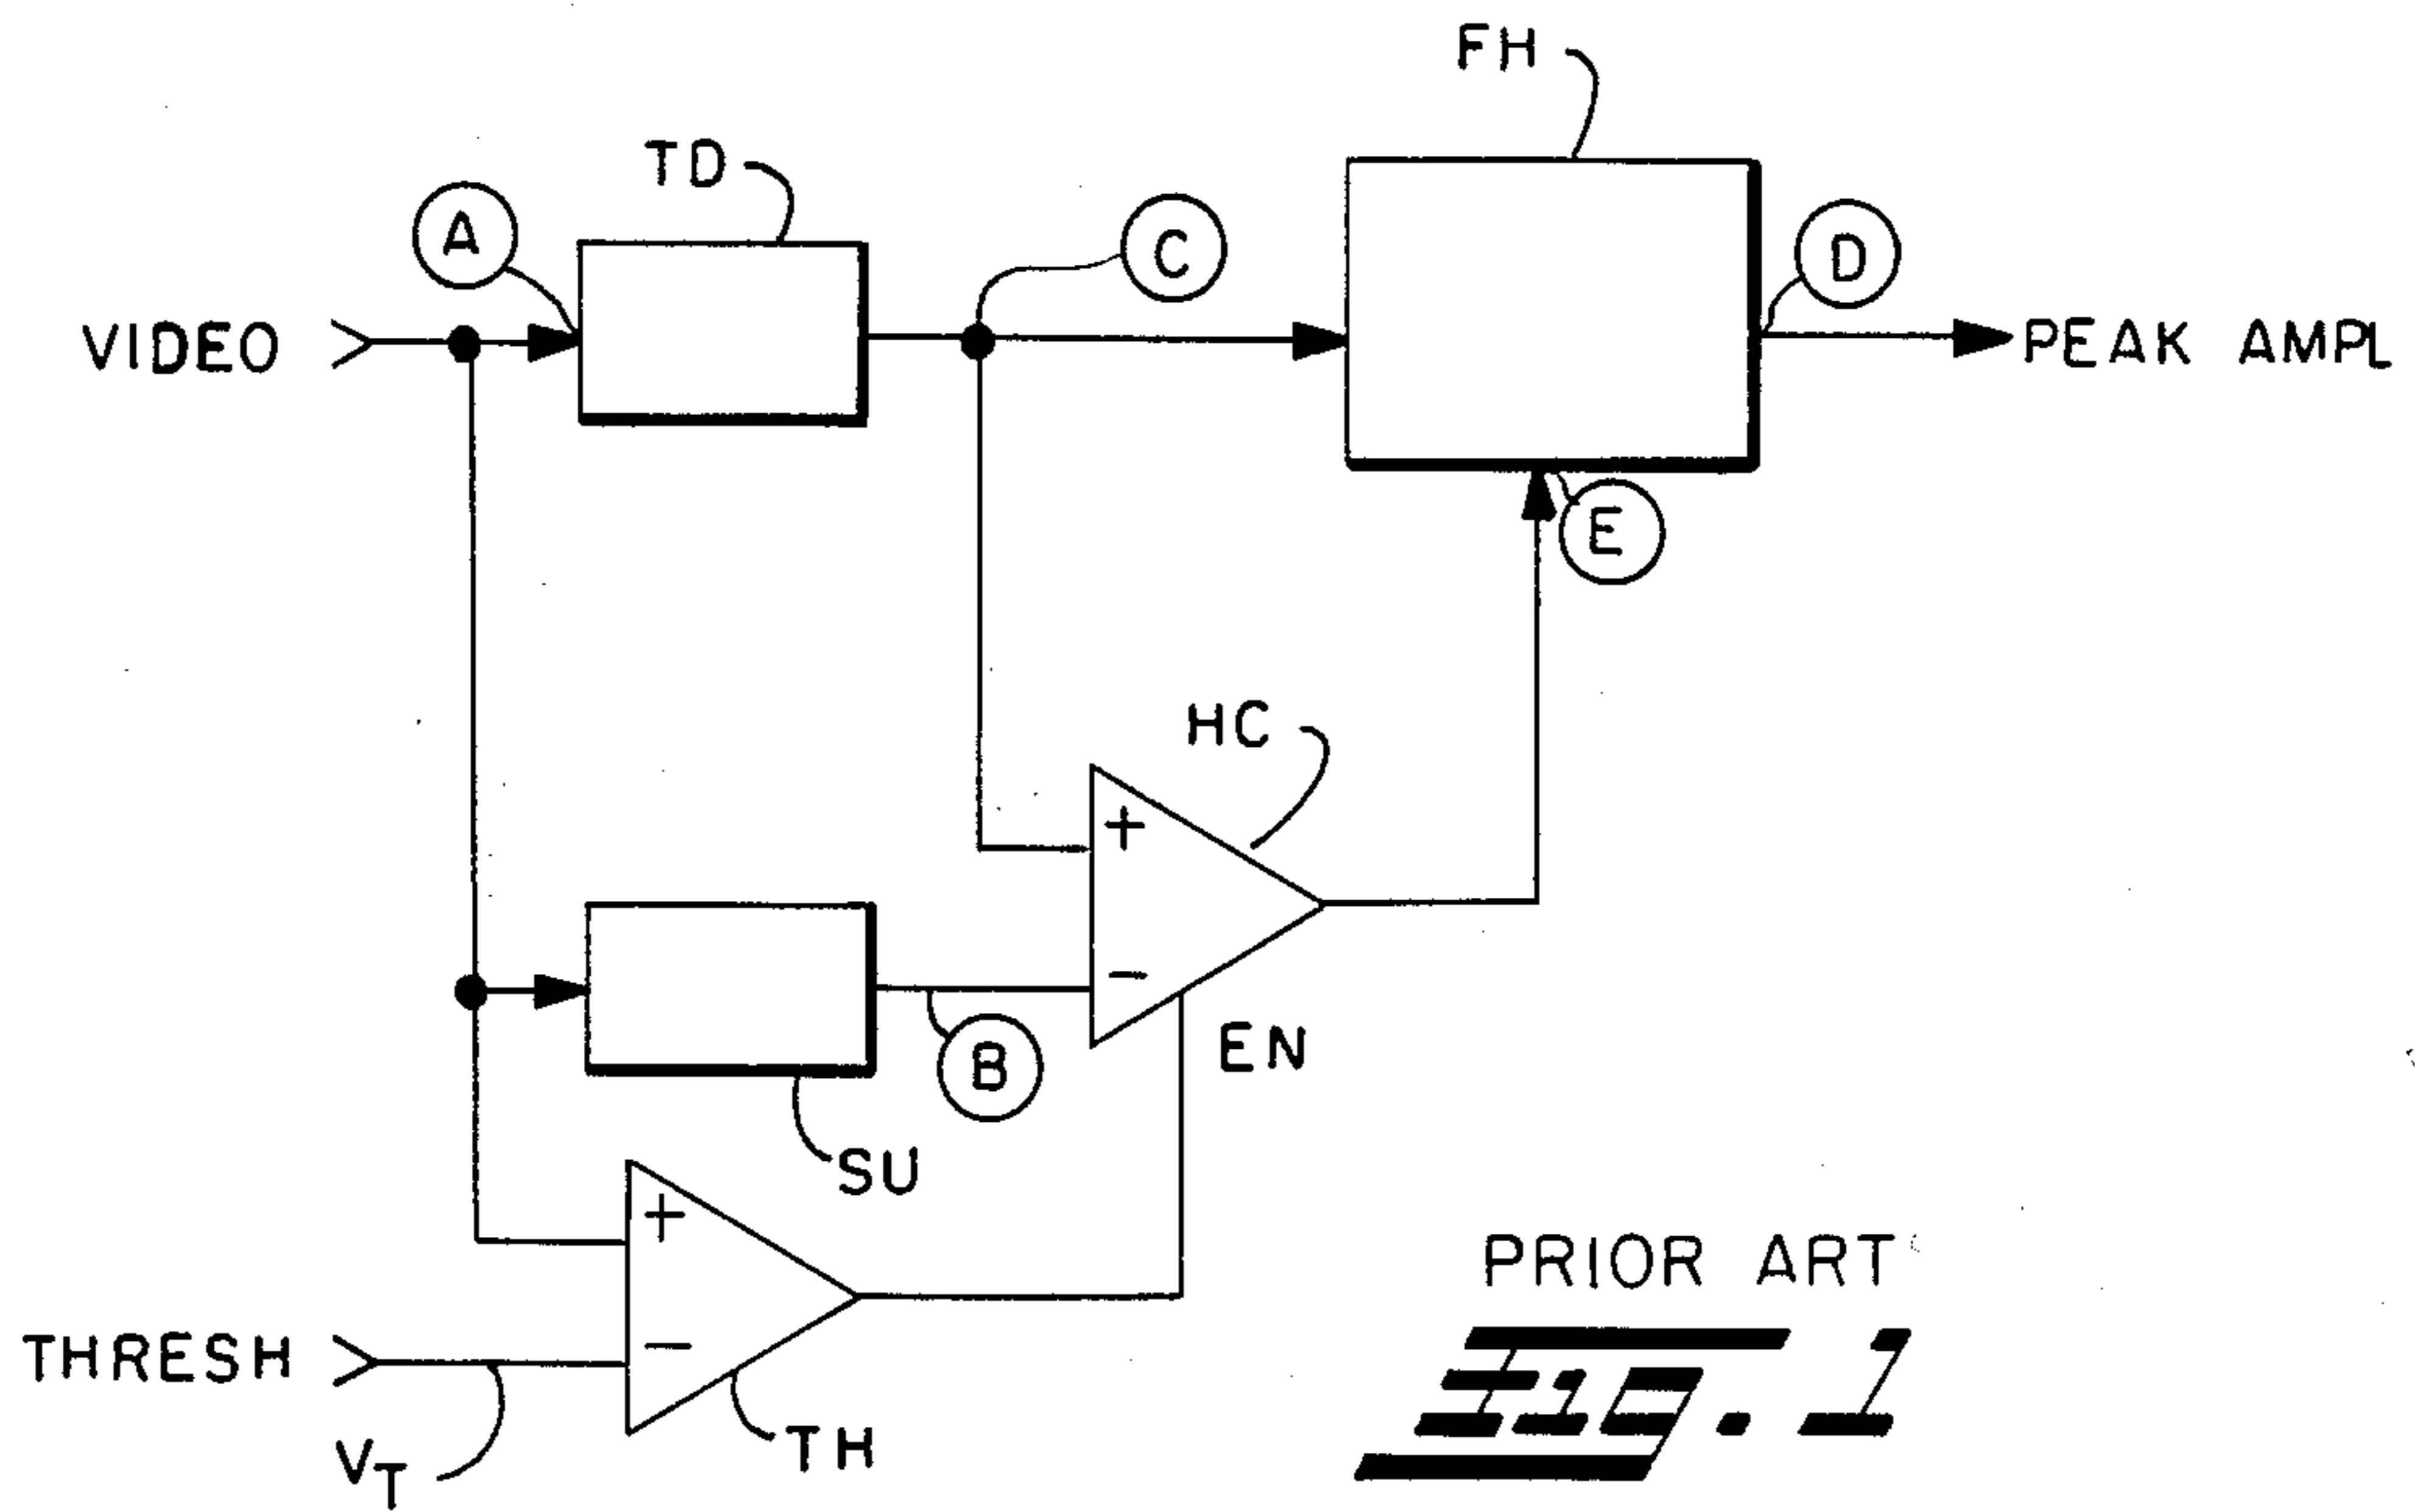 FH
TD
A
C
D
VIDEO
PEAK AMPL
E
HC
+
−
EN
B
SU
+
−
THRESH
TH
VT
PRIOR ART
FIG. 1